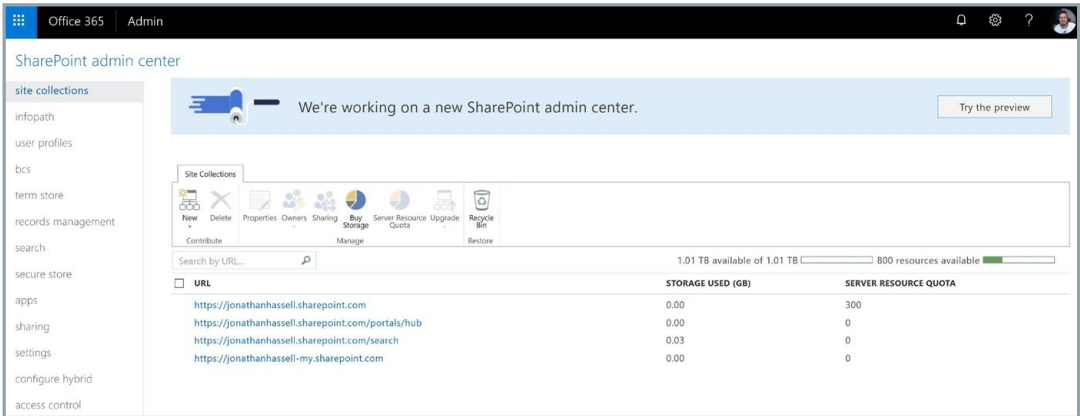 Office 365 Admin ?
SharePoint admin center
site collections
infopath
user profiles
bcs
term store
records management
search
secure store
apps
sharing
settings
configure hybrid
access control
We're working on a new SharePoint admin center.
Try the preview
Site Collections
New Delete Properties Owners Sharing Buy Storage Server Resource Quota Upgrade Recycle Bin
Contribute Manage Restore
Search by URL...
1.01 TB available of 1.01 TB 800 resources available
URL STORAGE USED (GB) SERVER RESOURCE QUOTA
https://jonathanhassell.sharepoint.com 0.00 300
https://jonathanhassell.sharepoint.com/portals/hub 0.00 0
https://jonathanhassell.sharepoint.com/search 0.03 0
https://jonathanhassell-my.sharepoint.com 0.00 0